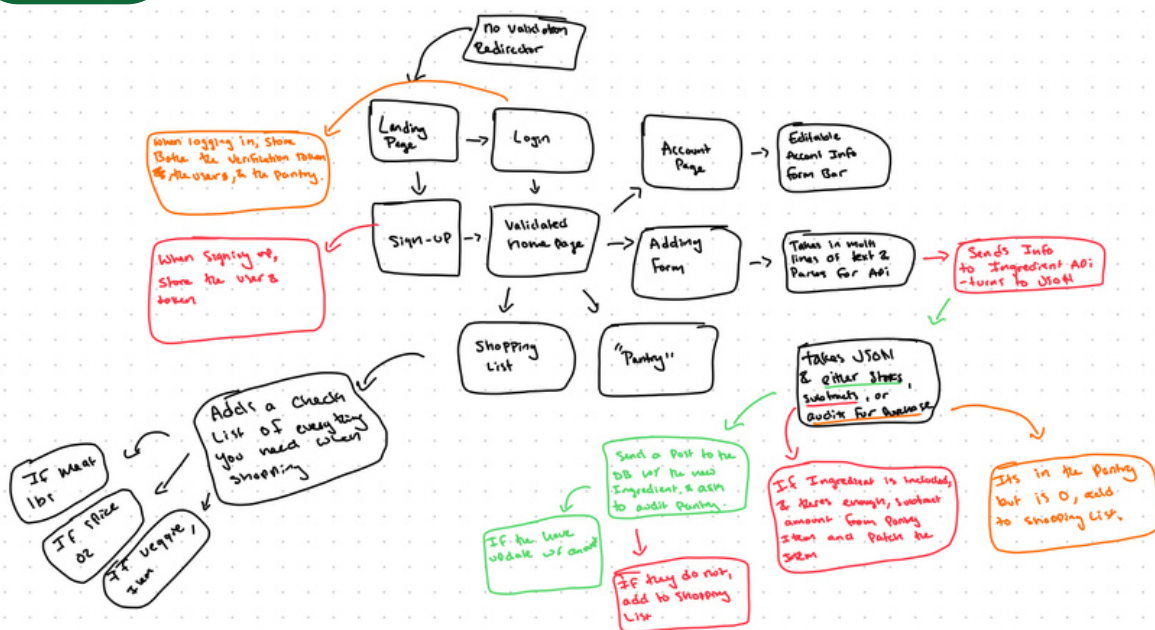 no validation
Redirector
Landing
Page
Login
Account
Page
Editable
Account Info
Form Bar
when logging in, Store
Both the verification token
, the users, & the Pantry.
Sign-up
Validated
Home Page
Adding
Form
Takes in multi
lines of text &
Parses for API
Sends Info
to Ingredient API
- turns to JSON
When Signing up,
Store the user &
token
Shopping
List
"Pantry"
takes JSON
& either Stores,
subtracts, or
audits for Purchase
Adds a check
List of everything
you need when
shopping
If meat
lbs
If spice
oz
If veggie,
Item
Send a Post to the
DB w/ the new
Ingredient, & ask
to audit Pantry.
If the have
update w/ amount
If they do not,
add to Shopping
List
If Ingredient is included,
& theres enough, subtract
amount from Pantry
Item and Patch the
Item
Its in the Pantry
but is 0, add
to shopping List.